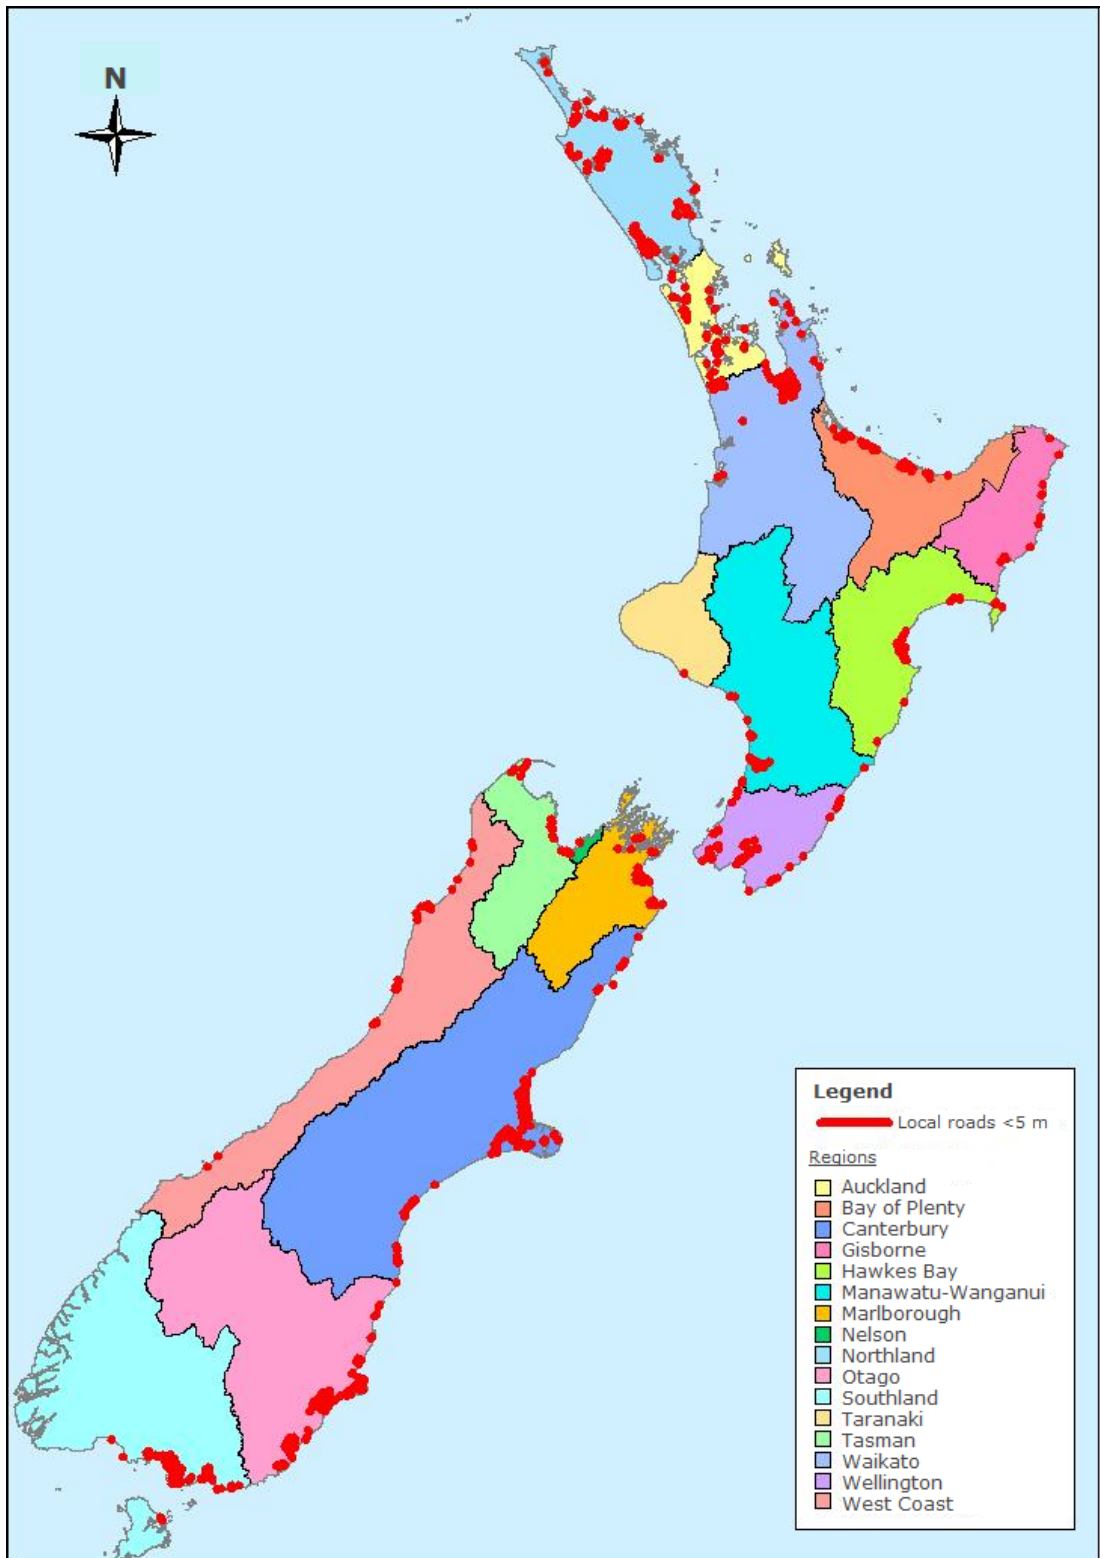 N
Legend
Local roads <5 m
Regions
Auckland
Bay of Plenty
Canterbury
Gisborne
Hawkes Bay
Manawatu-Wanganui
Marlborough
Nelson
Northland
Otago
Southland
Taranaki
Tasman
Waikato
Wellington
West Coast